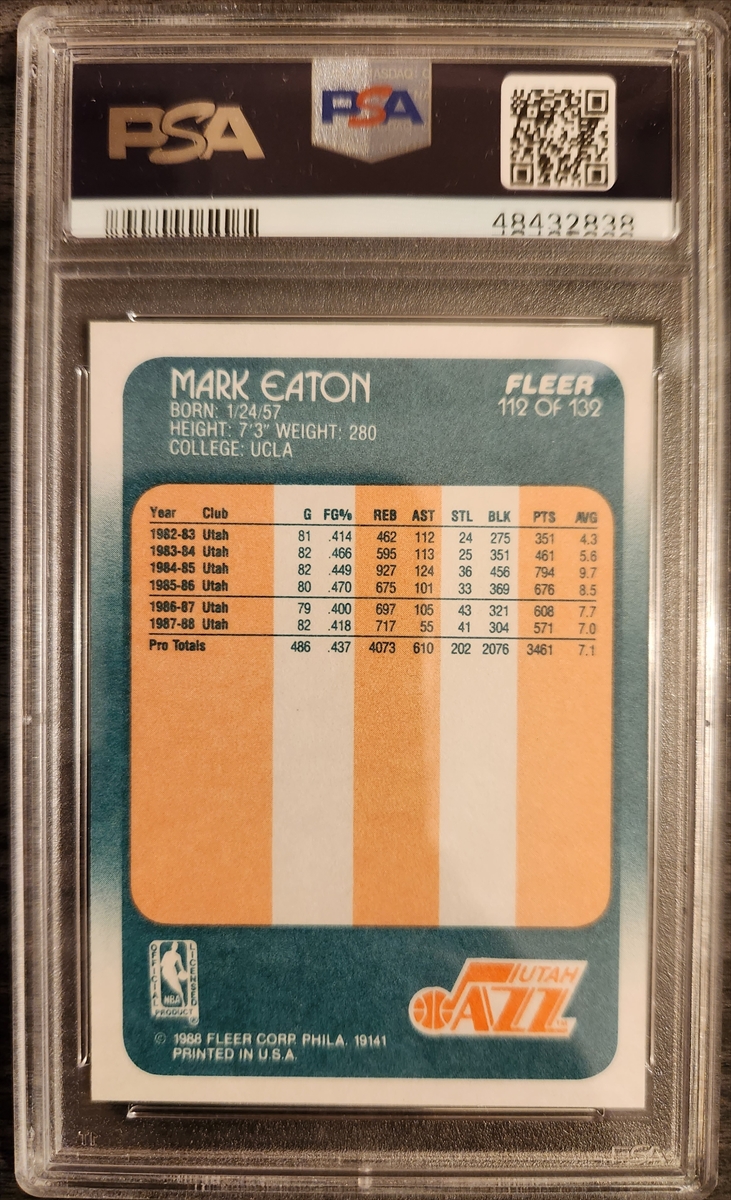 PSA PSA
48432838
MARK EATON
FLEER
BORN: 1/24/57
112 OF 132
HEIGHT: 7'3" WEIGHT: 280
COLLEGE: UCLA
Year Club G FG% REB AST STL BLK PTS AVG
1982-83 Utah 81 .414 462 112 24 275 351 4.3
1983-84 Utah 82 .466 595 113 25 351 461 5.6
1984-85 Utah 82 .449 927 124 36 456 794 9.7
1985-86 Utah 80 .470 675 101 33 369 676 8.5
1986-87 Utah 79 .400 697 105 43 321 608 7.7
1987-88 Utah 82 .418 717 55 41 304 571 7.0
Pro Totals 486 .437 4073 610 202 2076 3461 7.1
OFFICIAL LICENSED
NBA
PRODUCT ®
UTAH
JAZZ
© 1988 FLEER CORP. PHILA. 19141
PRINTED IN U.S.A.
PSA